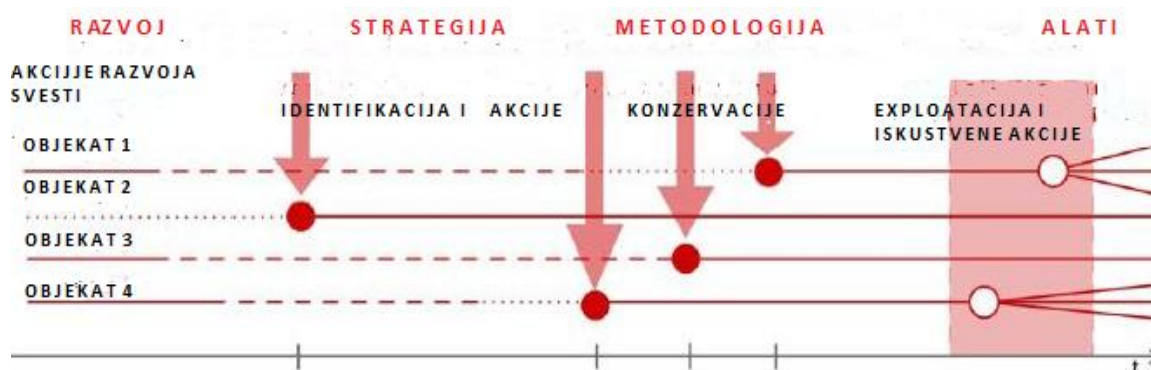 RAZVOJ STRATEGIJA METODOLOGIJA ALATI
AKCIJJE RAZVOJA
SVESTI
IDENTIFIKACIJA I AKCIJE KONZERVACIJE EXPLOATACIJA I
ISKUSTVENE AKCIJE
OBJEKAT 1
OBJEKAT 2
OBJEKAT 3
OBJEKAT 4
t